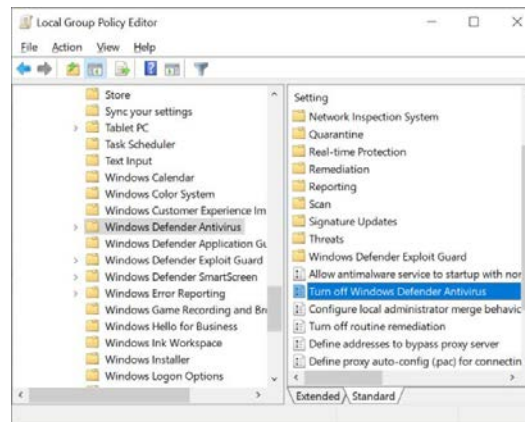 Local Group Policy Editor
File Action View Help
Store
Sync your settings
Tablet PC
Task Scheduler
Text Input
Windows Calendar
Windows Color System
Windows Customer Experience Im
Windows Defender Antivirus
Windows Defender Application Gu
Windows Defender Exploit Guard
Windows Defender SmartScreen
Windows Error Reporting
Windows Game Recording and Br
Windows Hello for Business
Windows Ink Workspace
Windows Installer
Windows Logon Options
Setting
Network Inspection System
Quarantine
Real-time Protection
Remediation
Reporting
Scan
Signature Updates
Threats
Windows Defender Exploit Guard
Allow antimalware service to startup with nor
Turn off Windows Defender Antivirus
Configure local administrator merge behavic
Turn off routine remediation
Define addresses to bypass proxy server
Define proxy auto-config (.pac) for connectin
Extended Standard